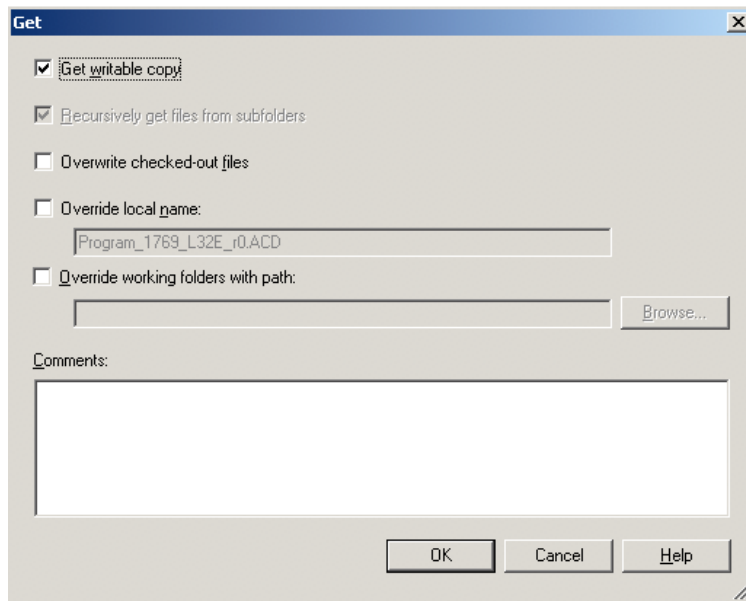 Get
Get writable copy
Recursively get files from subfolders
Overwrite checked-out files
Override local name:
Program_1769_L32E_r0.ACD
Override working folders with path:
Browse...
Comments:
OK Cancel Help